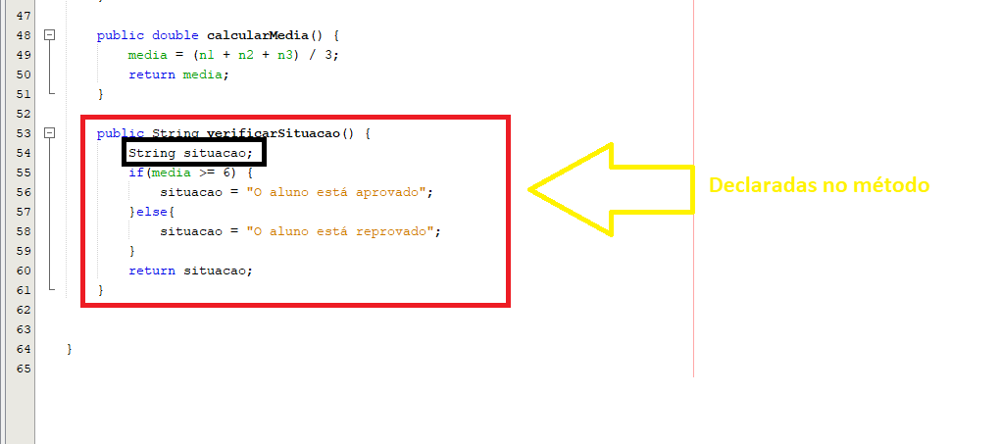 47
48 public double calcularMedia() {
49 media = (n1 + n2 + n3) / 3;
50 return media;
51 }
52
53 public String verificarSituacao() {
54 String situacao;
55 if(media >= 6) {
56 situacao = "O aluno está aprovado";
57 }else{
58 situacao = "O aluno está reprovado";
59 }
60 return situacao;
61 }
62
63
64 }
65
Declaradas no método